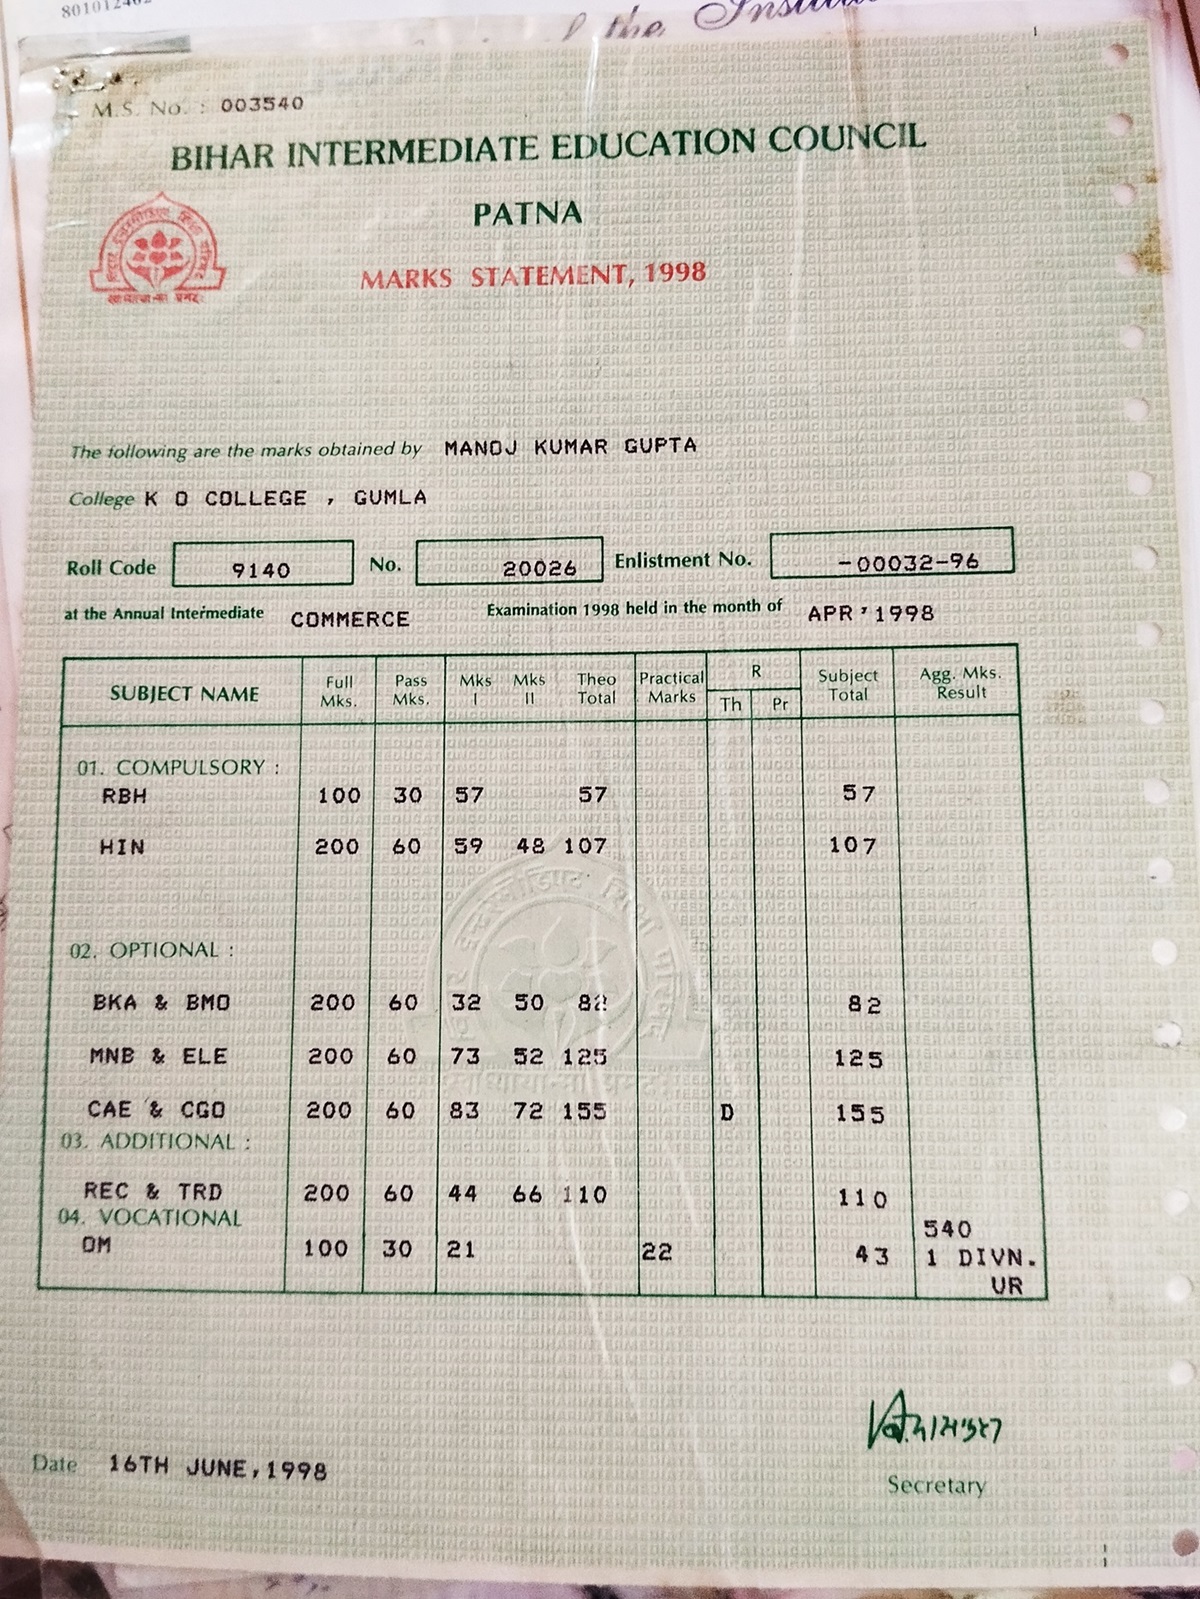 of the Institu
M.S. No. : 003540
BIHAR INTERMEDIATE EDUCATION COUNCIL
PATNA
MARKS STATEMENT, 1998
The following are the marks obtained by MANOJ KUMAR GUPTA
College K O COLLEGE , GUMLA
Roll Code 9140 No. 20026 Enlistment No. -00032-96
at the Annual Intermediate COMMERCE Examination 1998 held in the month of APR'1998
SUBJECT NAME Full Mks. Pass Mks. Mks I Mks II Theo Total Practical Marks R Th Pr Subject Total Agg. Mks. Result
01. COMPULSORY :
RBH 100 30 57 57 57
HIN 200 60 59 48 107 107
02. OPTIONAL :
BKA & BMO 200 60 32 50 82 82
MNB & ELE 200 60 73 52 125 125
CAE & CGO 200 60 83 72 155 D 155
03. ADDITIONAL :
REC & TRD 200 60 44 66 110 110
04. VOCATIONAL 540
OM 100 30 21 22 43 1 DIVN.
UR
Date 16TH JUNE,1998
Secretary